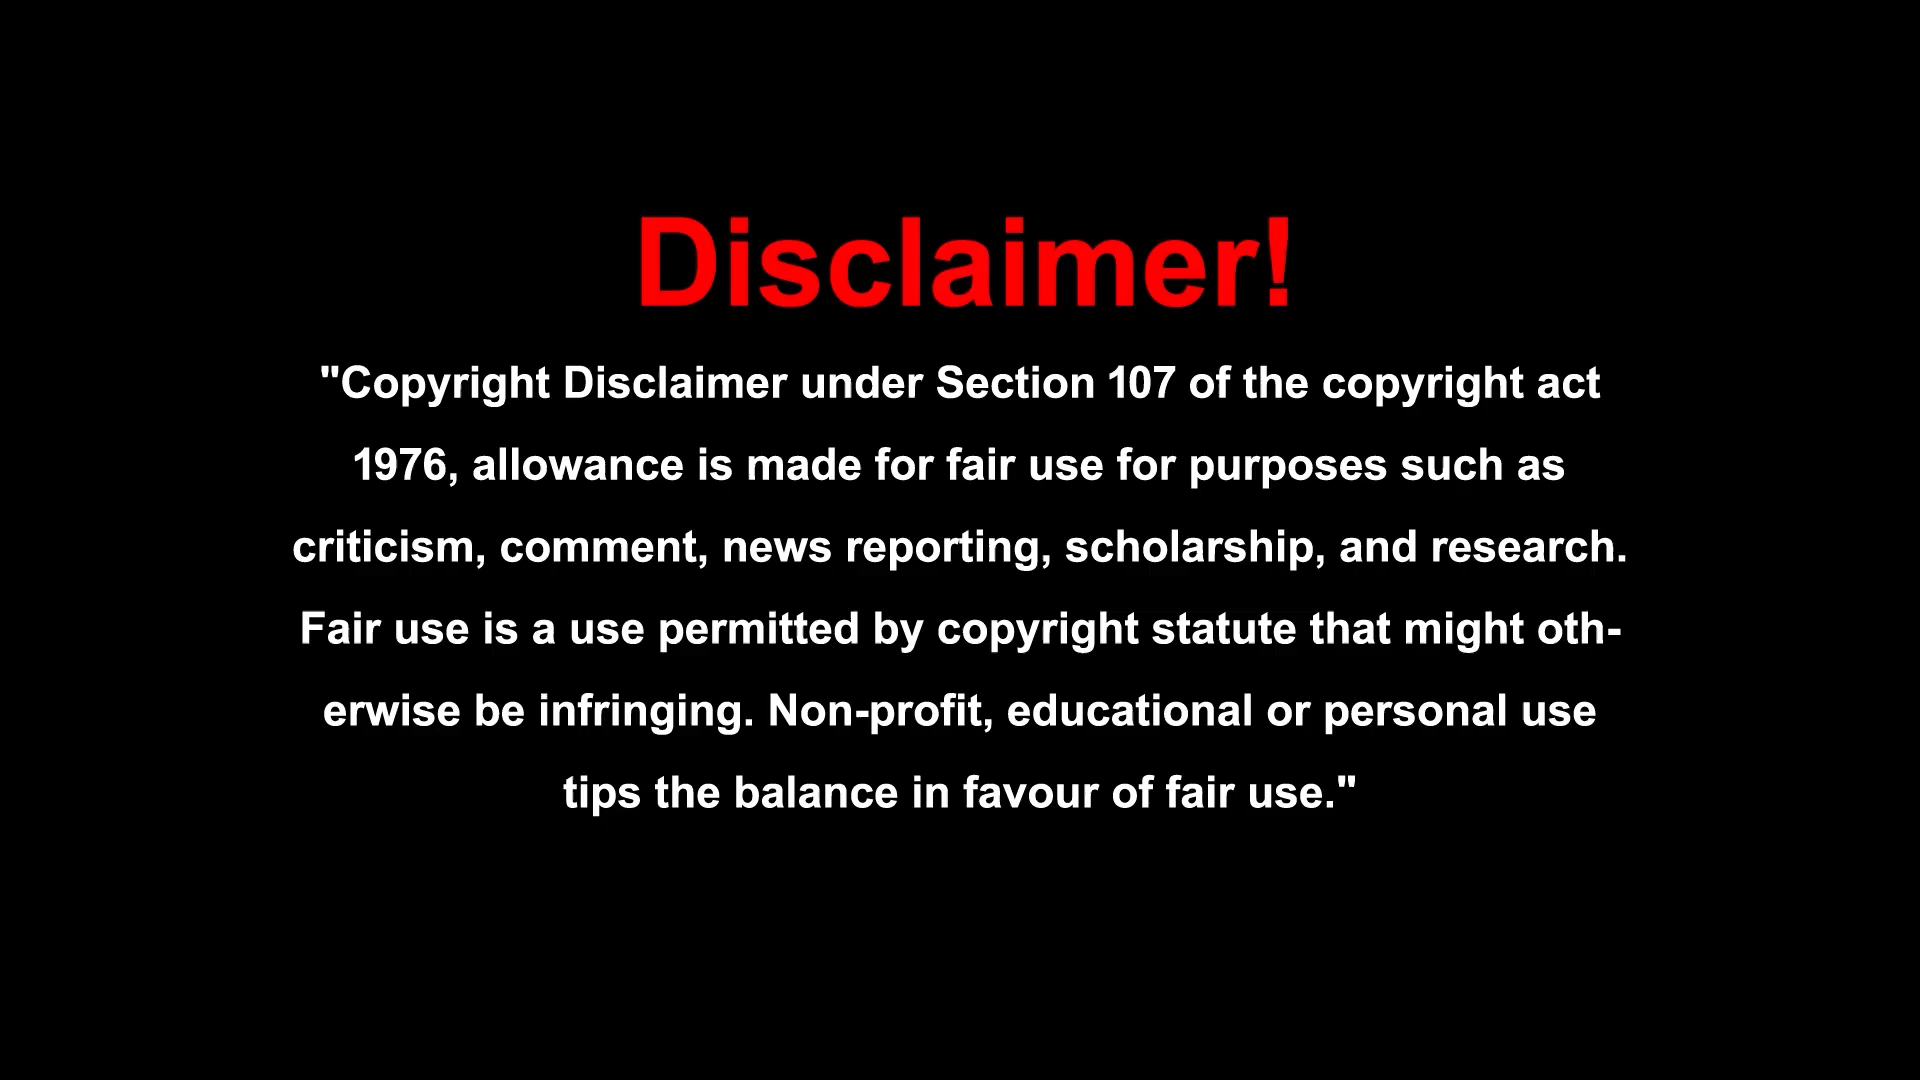 Disclaimer!
"Copyright Disclaimer under Section 107 of the copyright act
1976, allowance is made for fair use for purposes such as
criticism, comment, news reporting, scholarship, and research.
Fair use is a use permitted by copyright statute that might oth-
erwise be infringing. Non-profit, educational or personal use
tips the balance in favour of fair use."